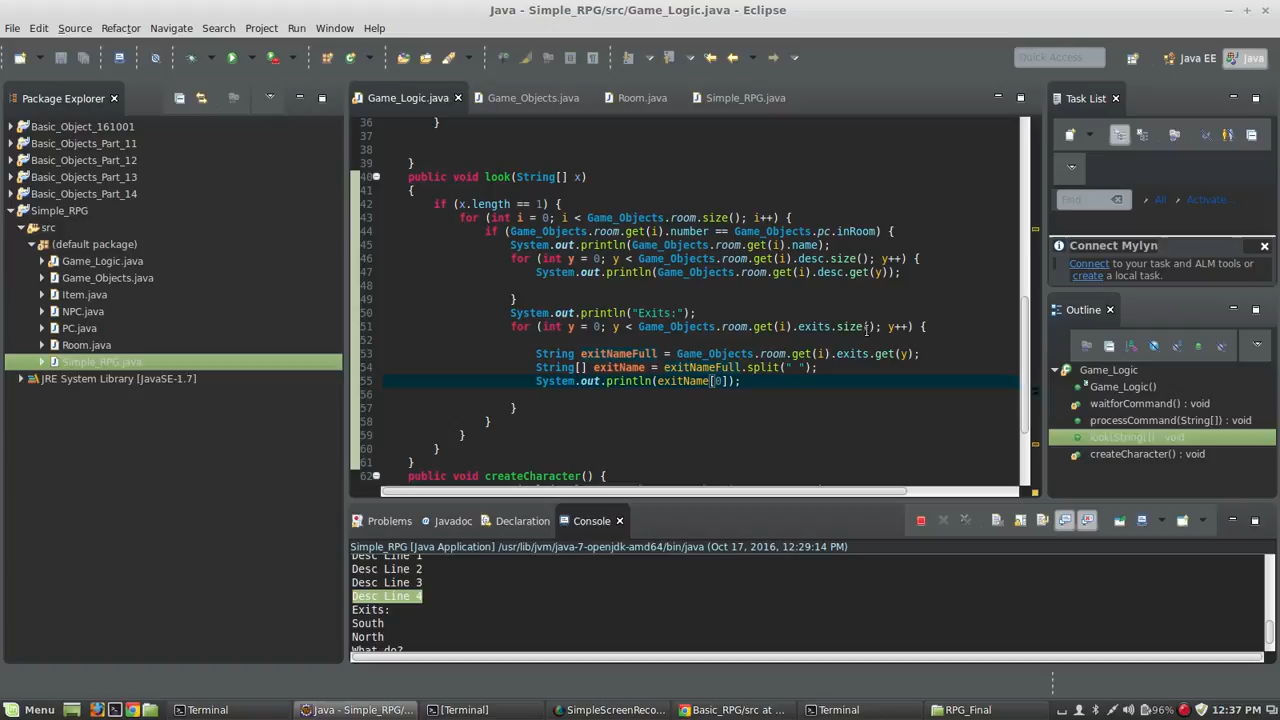 Java - Simple_RPG/src/Game_Logic.java - Eclipse
File Edit Source Refactor Navigate Search Project Run Window Help
Quick Access Java EE Java
Package Explorer
Game_Logic.java Game_Objects.java Room.java Simple_RPG.java
Task List
Basic_Object_161001
Basic_Objects_Part_11
Basic_Objects_Part_12
Basic_Objects_Part_13
Basic_Objects_Part_14
Simple_RPG
src
(default package)
Game_Logic.java
Game_Objects.java
Item.java
NPC.java
PC.java
Room.java
Simple_RPG.java
JRE System Library [JavaSE-1.7]
36 }
37
38
39 }
40 public void look(String[] x)
41 {
42 if (x.length == 1) {
43 for (int i = 0; i < Game_Objects.room.size(); i++) {
44 if (Game_Objects.room.get(i).number == Game_Objects.pc.inRoom) {
45 System.out.println(Game_Objects.room.get(i).name);
46 for (int y = 0; y < Game_Objects.room.get(i).desc.size(); y++) {
47 System.out.println(Game_Objects.room.get(i).desc.get(y));
48
49 }
50 System.out.println("Exits:");
51 for (int y = 0; y < Game_Objects.room.get(i).exits.size(); y++) {
52
53 String exitNameFull = Game_Objects.room.get(i).exits.get(y);
54 String[] exitName = exitNameFull.split(" ");
55 System.out.println(exitName[0]);
56
57 }
58 }
59 }
60 }
61 }
62 public void createCharacter() {
Find All Activate...
Connect Mylyn
Connect to your task and ALM tools or
create a local task.
Outline
Game_Logic
Game_Logic()
waitforCommand() : void
processCommand(String[]) : void
look(String[]) : void
createCharacter() : void
Problems Javadoc Declaration Console
Simple_RPG [Java Application] /usr/lib/jvm/java-7-openjdk-amd64/bin/java (Oct 17, 2016, 12:29:14 PM)
Desc Line 1
Desc Line 2
Desc Line 3
Desc Line 4
Exits:
South
North
What do?
Menu Terminal Java - Simple_RPG/... [Terminal] SimpleScreenReco... Basic_RPG/src at ... Terminal RPG_Final 96% 12:37 PM